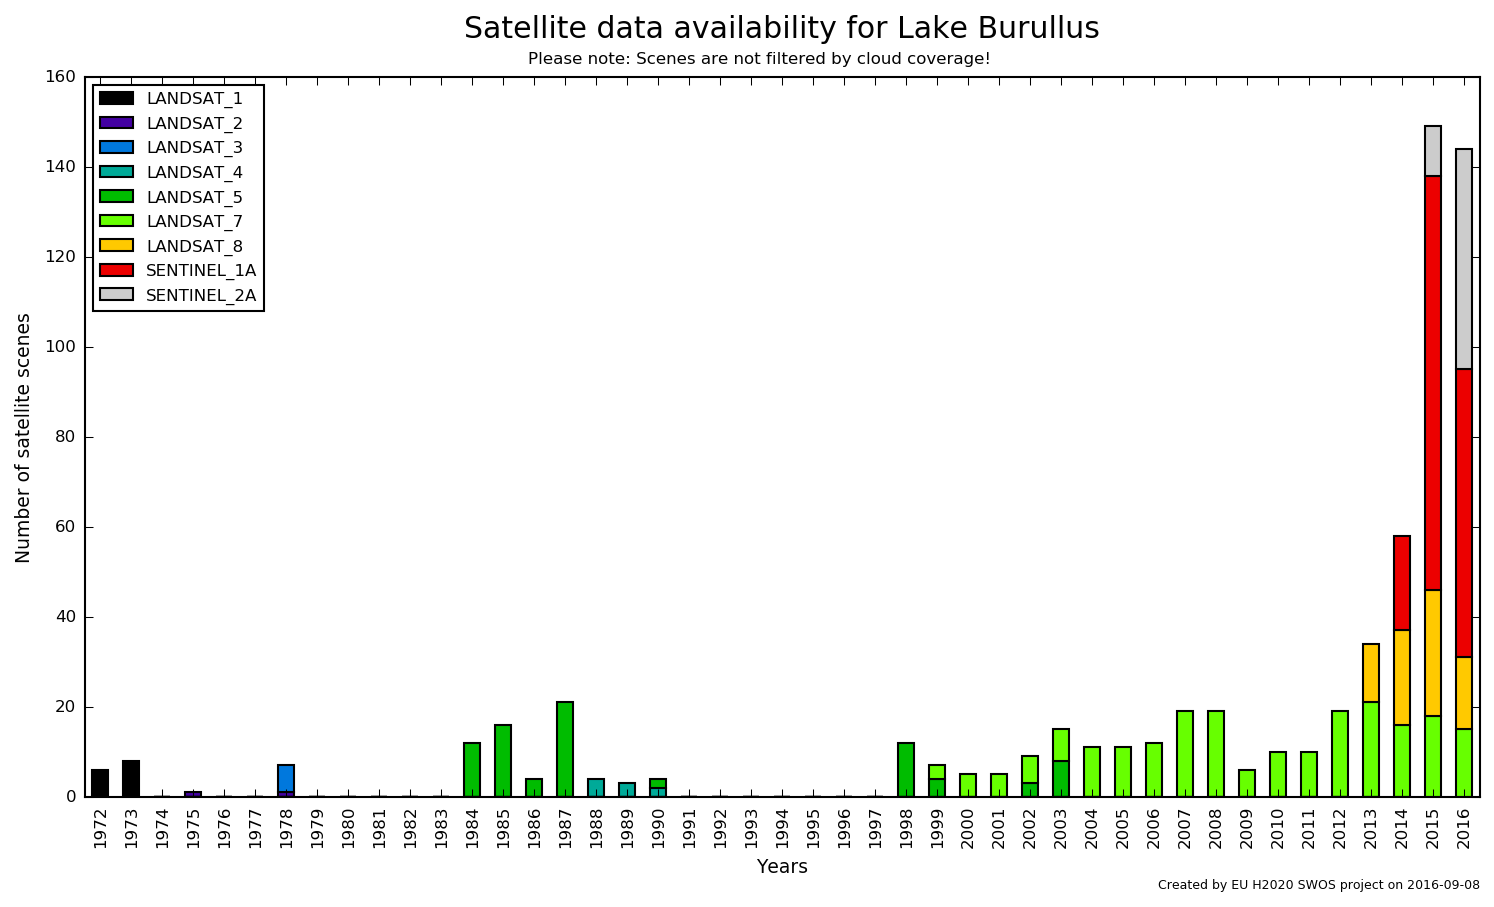 Satellite data availability for Lake Burullus
Please note: Scenes are not filtered by cloud coverage!
160
140
120
100
80
60
40
20
0
Number of satellite scenes
LANDSAT_1
LANDSAT_2
LANDSAT_3
LANDSAT_4
LANDSAT_5
LANDSAT_7
LANDSAT_8
SENTINEL_1A
SENTINEL_2A
1972 1973 1974 1975 1976 1977 1978 1979 1980 1981 1982 1983 1984 1985 1986 1987 1988 1989 1990 1991 1992 1993 1994 1995 1996 1997 1998 1999 2000 2001 2002 2003 2004 2005 2006 2007 2008 2009 2010 2011 2012 2013 2014 2015 2016
Years
Created by EU H2020 SWOS project on 2016-09-08